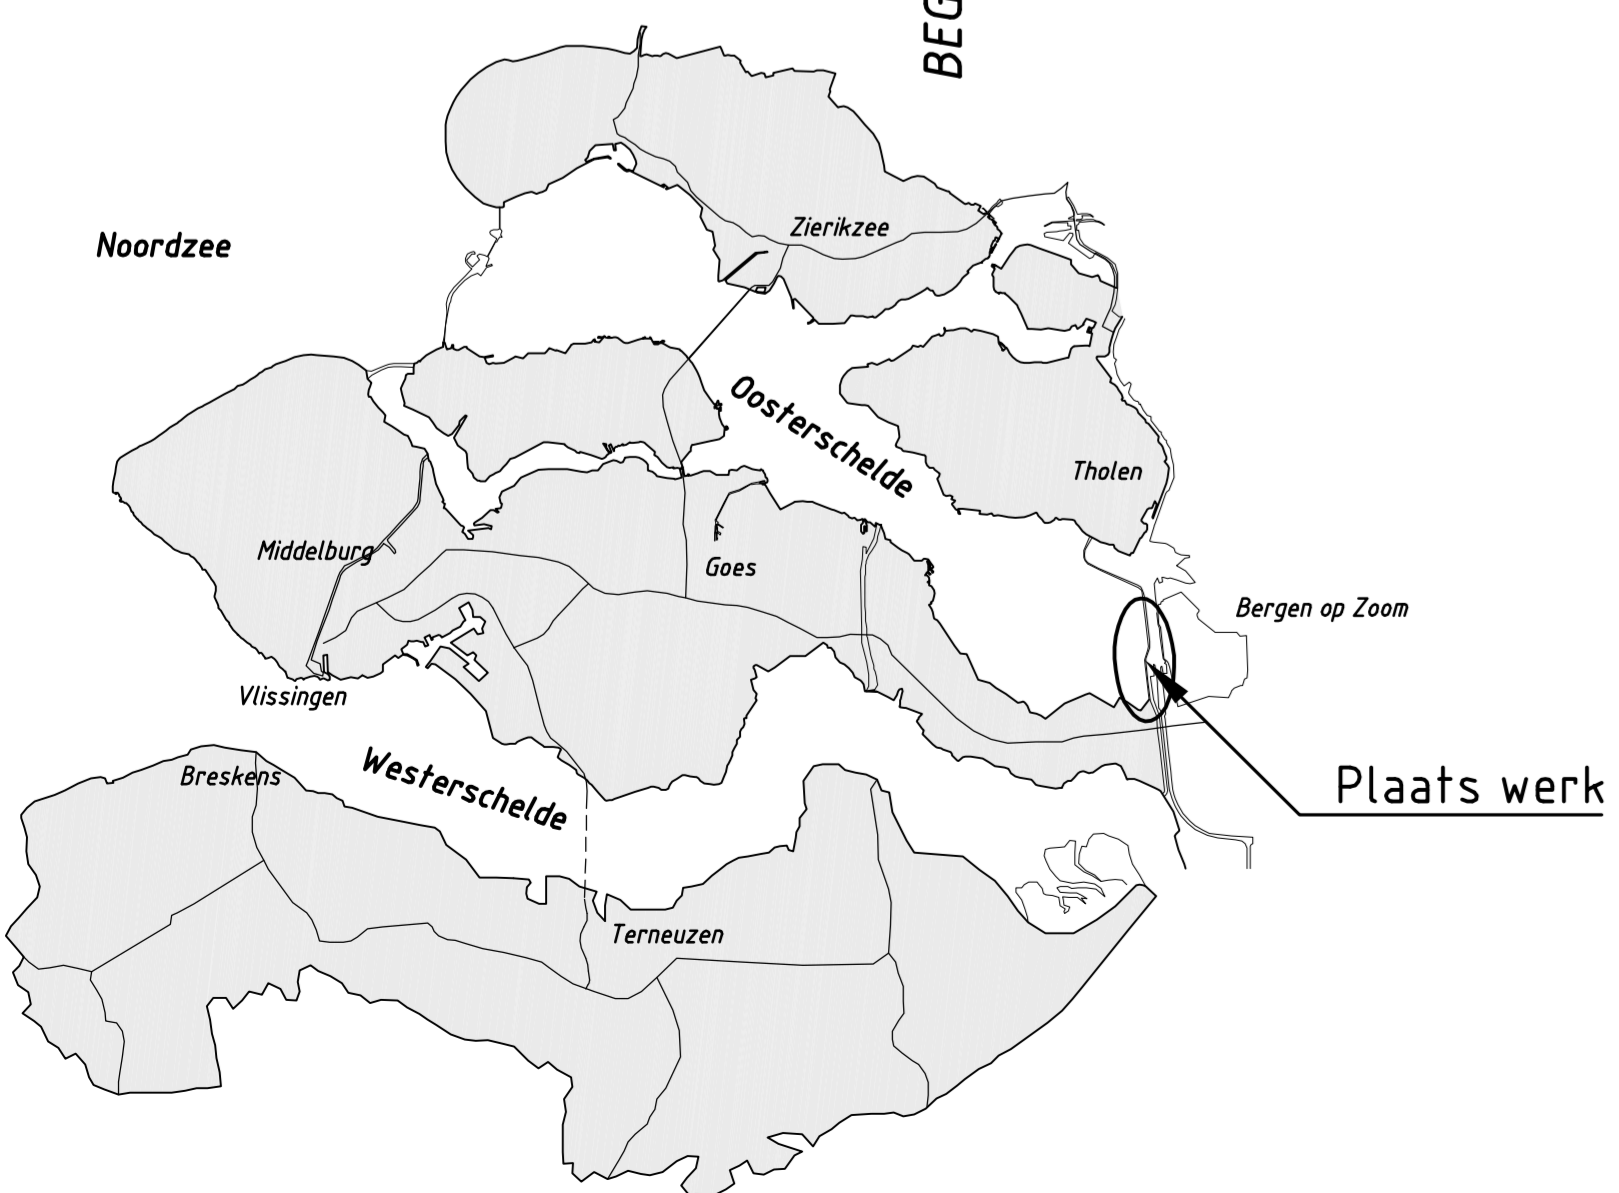 BEG
Noordzee
Zierikzee
Oosterschelde
Tholen
Middelburg
Goes
Bergen op Zoom
Vlissingen
Westerschelde
Breskens
Plaats werk
Terneuzen